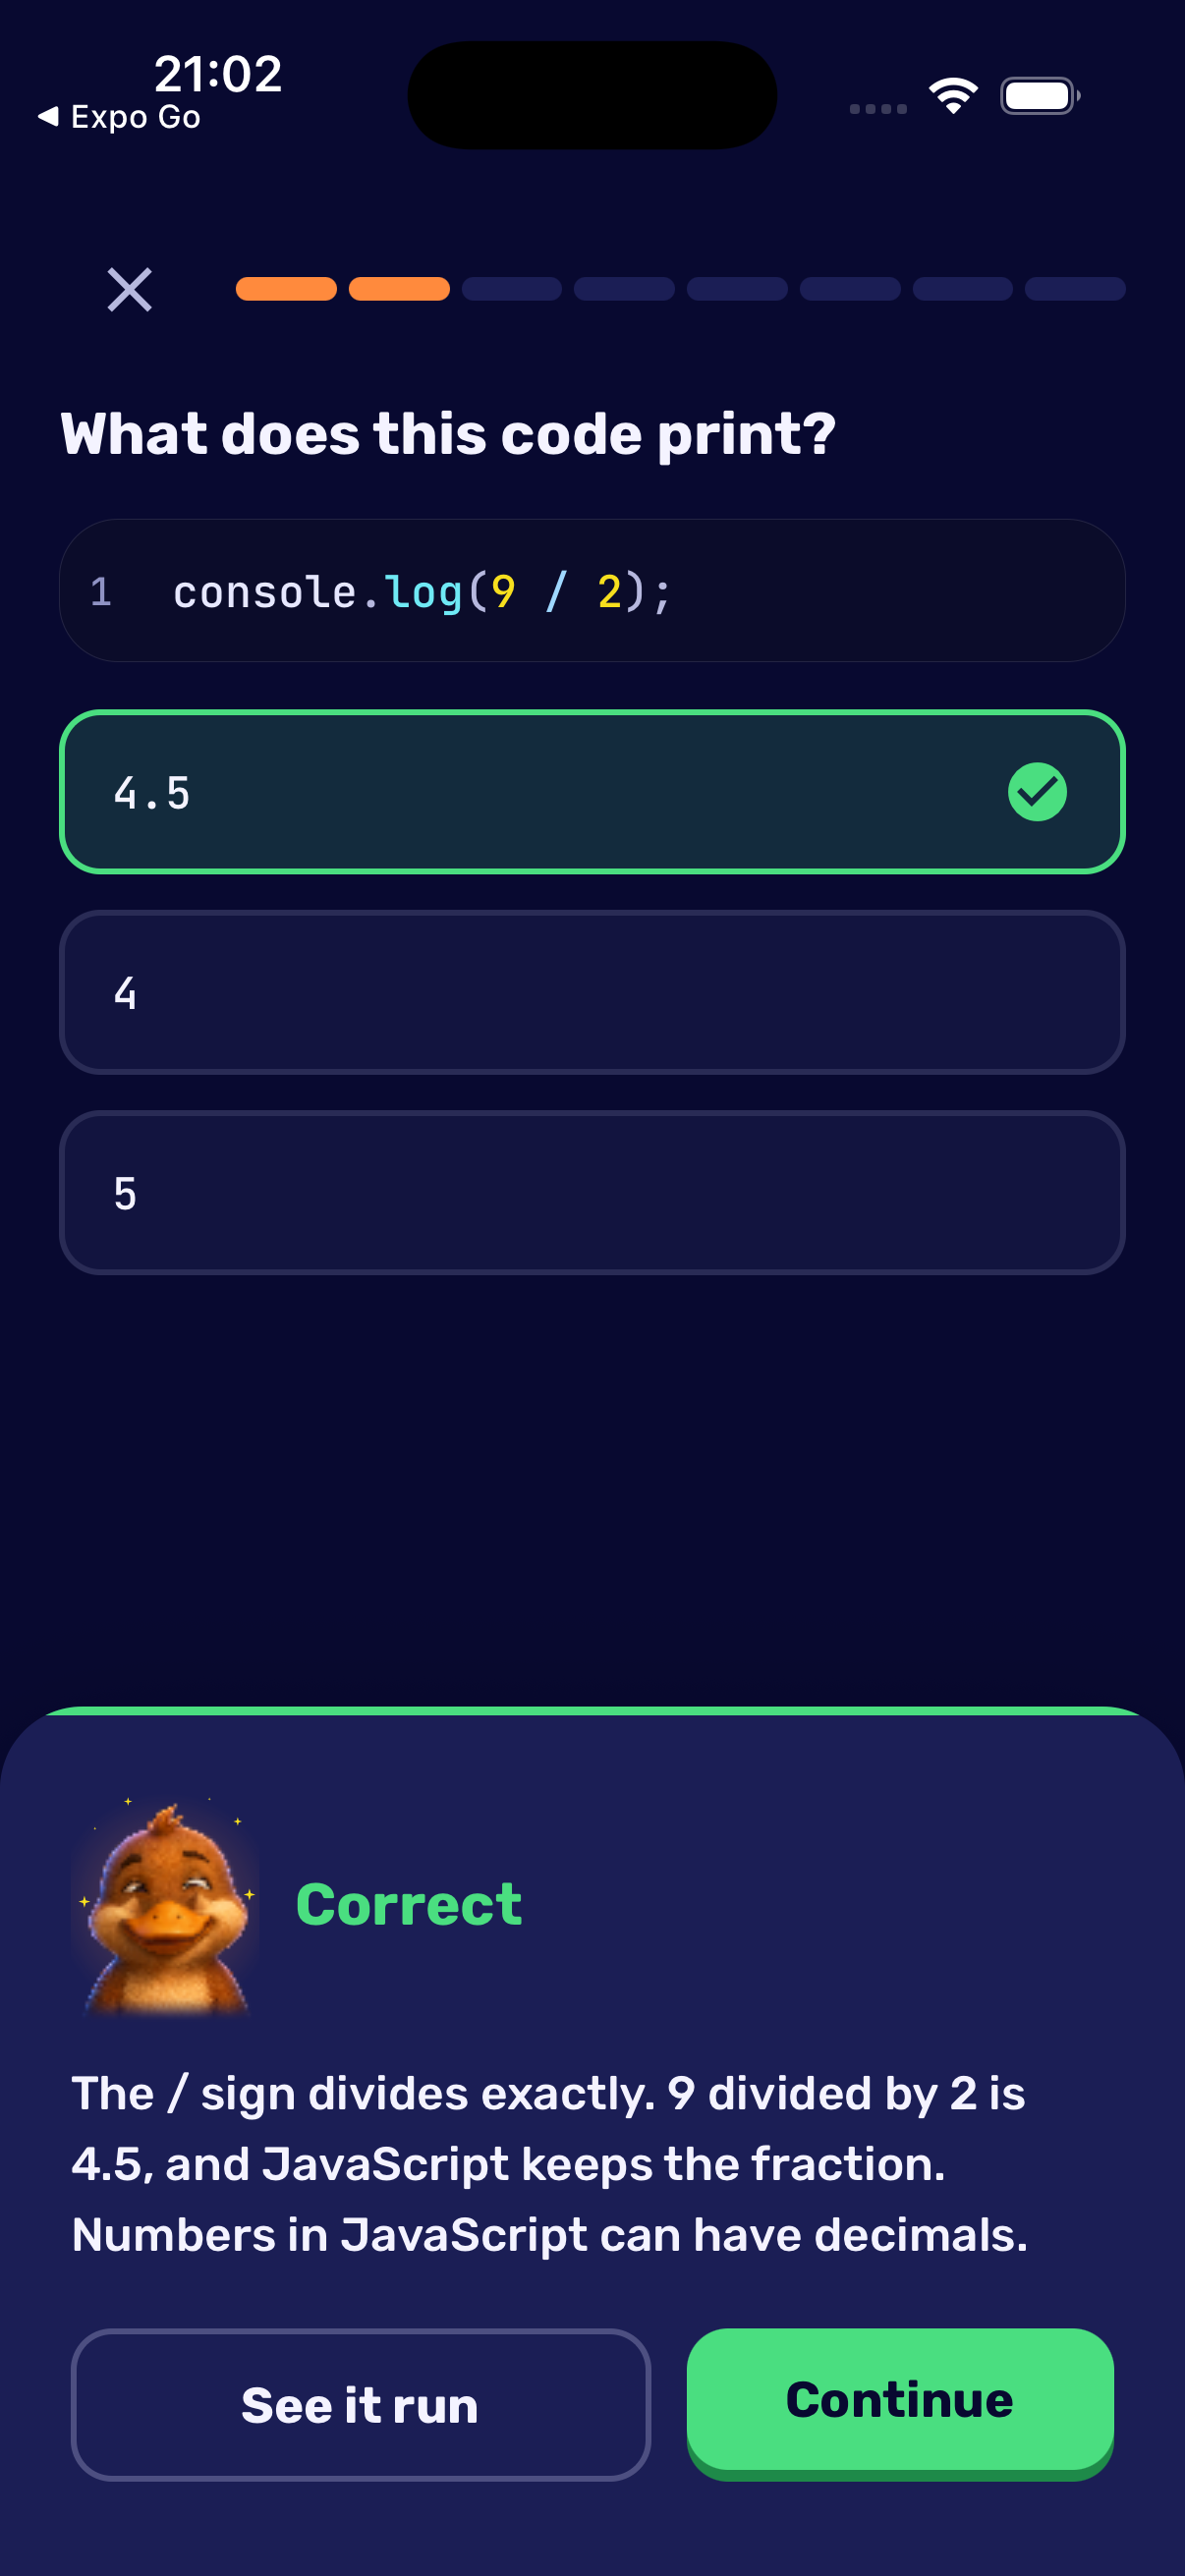 21:02
Expo Go
What does this code print?
1 console.log(9 / 2);
4.5
4
5
Correct
The / sign divides exactly. 9 divided by 2 is
4.5, and JavaScript keeps the fraction.
Numbers in JavaScript can have decimals.
See it run
Continue